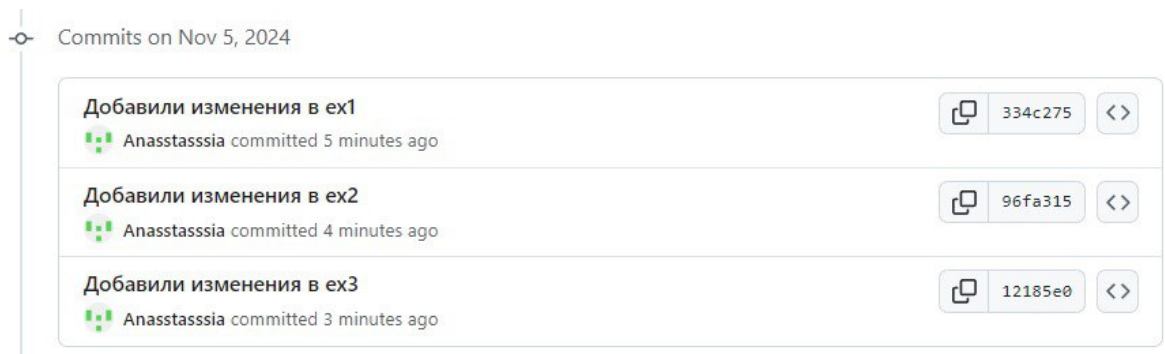 Commits on Nov 5, 2024
Добавили изменения в ex1
334c275
Anasstasssia committed 5 minutes ago
Добавили изменения в ex2
96fa315
Anasstasssia committed 4 minutes ago
Добавили изменения в ex3
12185e0
Anasstasssia committed 3 minutes ago